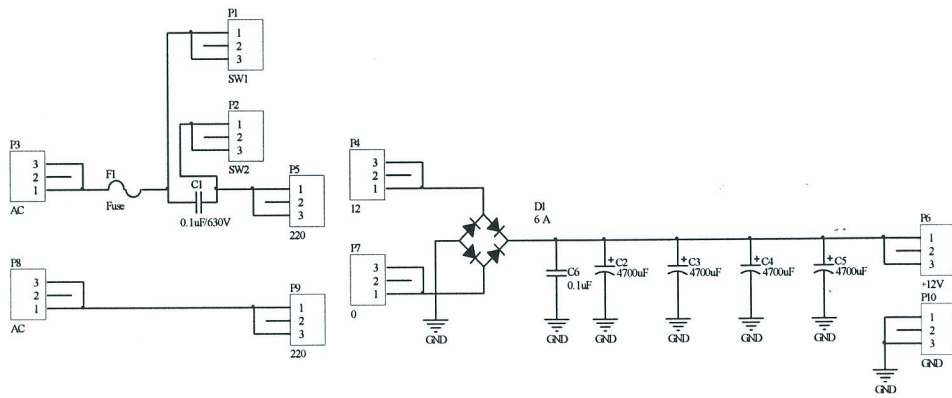 P1
1
2
3
SW1
P2
1
2
3
SW2
P3
3
2
1
AC
F1
Fuse
C1
0.1uF/630V
P5
1
2
3
220
P8
3
2
1
AC
P9
1
2
3
220
P4
3
2
1
12
P7
3
2
1
0
D1
6 A
GND
C6
0.1uF
GND
+
C2
4700uF
GND
+
C3
4700uF
GND
+
C4
4700uF
GND
+
C5
4700uF
GND
P6
1
2
3
+12V
P10
1
2
3
GND
GND